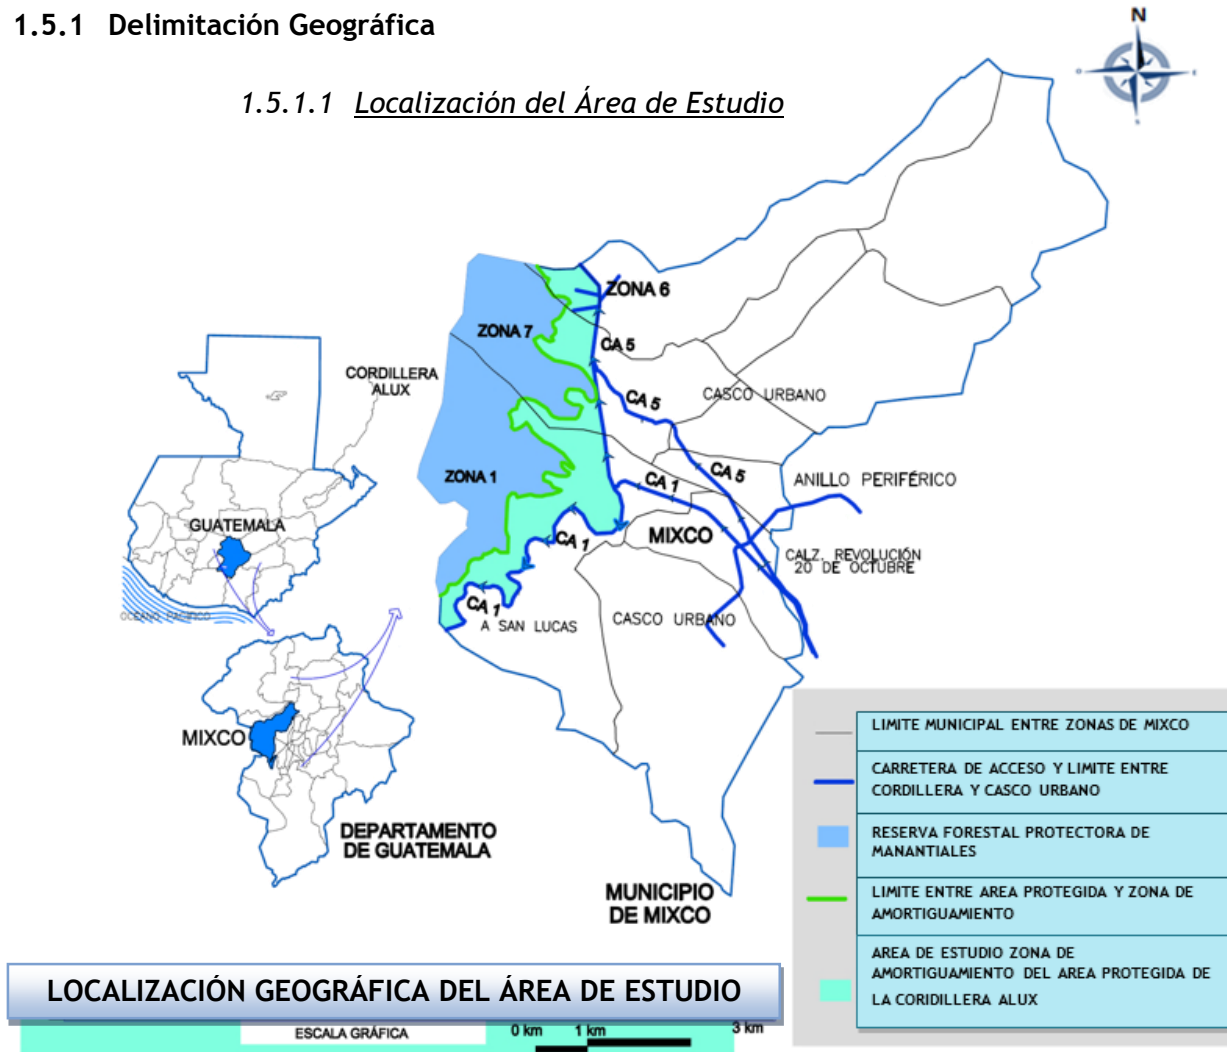 1.5.1 Delimitación Geográfica
N
1.5.1.1 Localización del Área de Estudio
O
E
S
ZONA 6
ZONA 7
CA 5
CORDILLERA
ALUX
CA 5
CASCO URBANO
ZONA 1
CA 5
CA 1
ANILLO PERIFÉRICO
GUATEMALA
MIXCO
CA 1
CALZ. REVOLUCIÓN
20 DE OCTUBRE
CA 1
OCEANO PACIFICO
A SAN LUCAS
CASCO URBANO
MIXCO
DEPARTAMENTO
DE GUATEMALA
MUNICIPIO
DE MIXCO
LIMITE MUNICIPAL ENTRE ZONAS DE MIXCO
CARRETERA DE ACCESO Y LIMITE ENTRE
CORDILLERA Y CASCO URBANO
RESERVA FORESTAL PROTECTORA DE
MANANTIALES
LIMITE ENTRE AREA PROTEGIDA Y ZONA DE
AMORTIGUAMIENTO
AREA DE ESTUDIO ZONA DE
AMORTIGUAMIENTO DEL AREA PROTEGIDA DE
LA CORIDILLERA ALUX
LOCALIZACIÓN GEOGRÁFICA DEL ÁREA DE ESTUDIO
ESCALA GRÁFICA
0 km 1 km 3 km